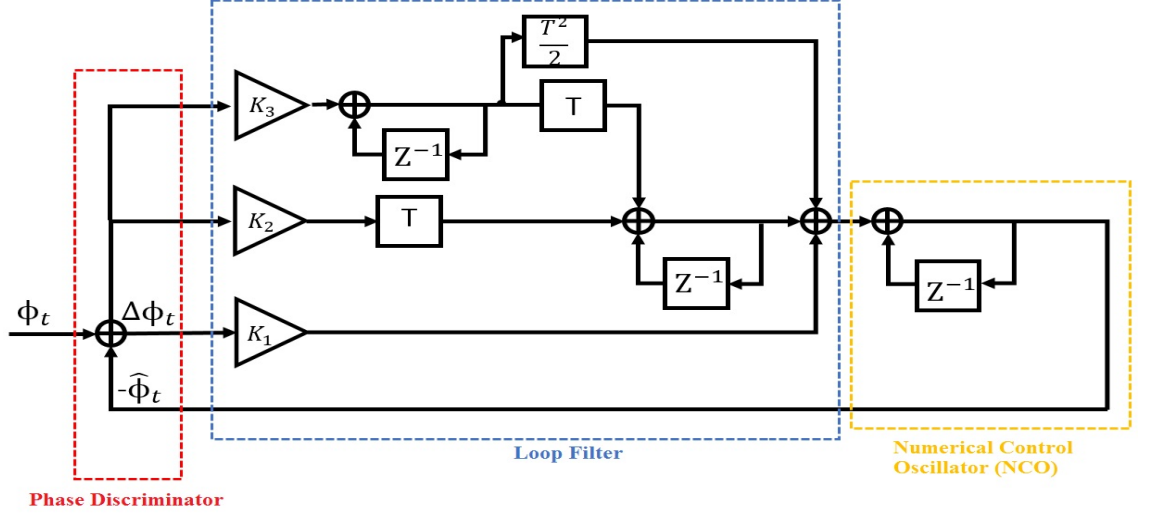 T²
2
K₃
T
Z⁻¹
K₂
T
Z⁻¹
Z⁻¹
ϕₜ
Δϕₜ
K₁
-ϕ̂ₜ
Loop Filter
Numerical Control
Oscillator (NCO)
Phase Discriminator